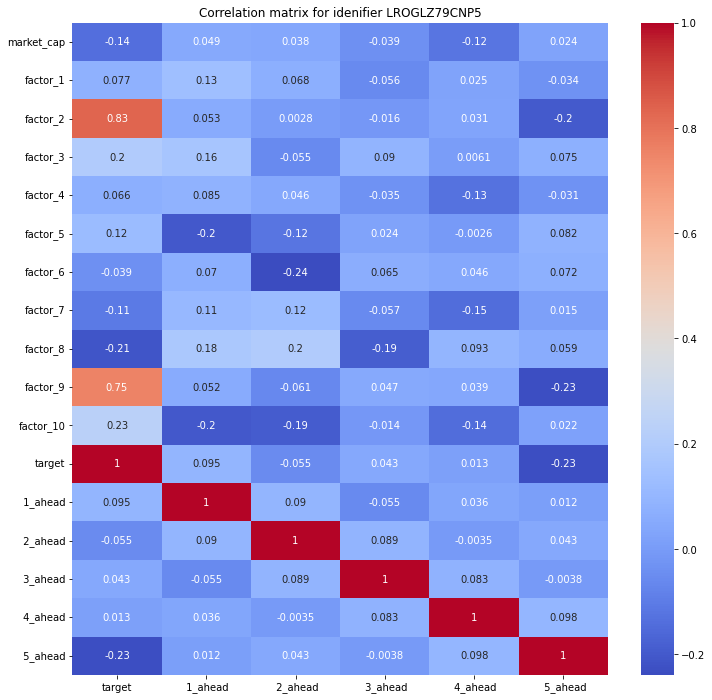 Correlation matrix for idenifier LROGLZ79CNP5
market_cap -0.14 0.049 0.038 -0.039 -0.12 0.024
factor_1 0.077 0.13 0.068 -0.056 0.025 -0.034
factor_2 0.83 0.053 0.0028 -0.016 0.031 -0.2
factor_3 0.2 0.16 -0.055 0.09 0.0061 0.075
factor_4 0.066 0.085 0.046 -0.035 -0.13 -0.031
factor_5 0.12 -0.2 -0.12 0.024 -0.0026 0.082
factor_6 -0.039 0.07 -0.24 0.065 0.046 0.072
factor_7 -0.11 0.11 0.12 -0.057 -0.15 0.015
factor_8 -0.21 0.18 0.2 -0.19 0.093 0.059
factor_9 0.75 0.052 -0.061 0.047 0.039 -0.23
factor_10 0.23 -0.2 -0.19 -0.014 -0.14 0.022
target 1 0.095 -0.055 0.043 0.013 -0.23
1_ahead 0.095 1 0.09 -0.055 0.036 0.012
2_ahead -0.055 0.09 1 0.089 -0.0035 0.043
3_ahead 0.043 -0.055 0.089 1 0.083 -0.0038
4_ahead 0.013 0.036 -0.0035 0.083 1 0.098
5_ahead -0.23 0.012 0.043 -0.0038 0.098 1
target 1_ahead 2_ahead 3_ahead 4_ahead 5_ahead
1.0
0.8
0.6
0.4
0.2
0.0
−0.2